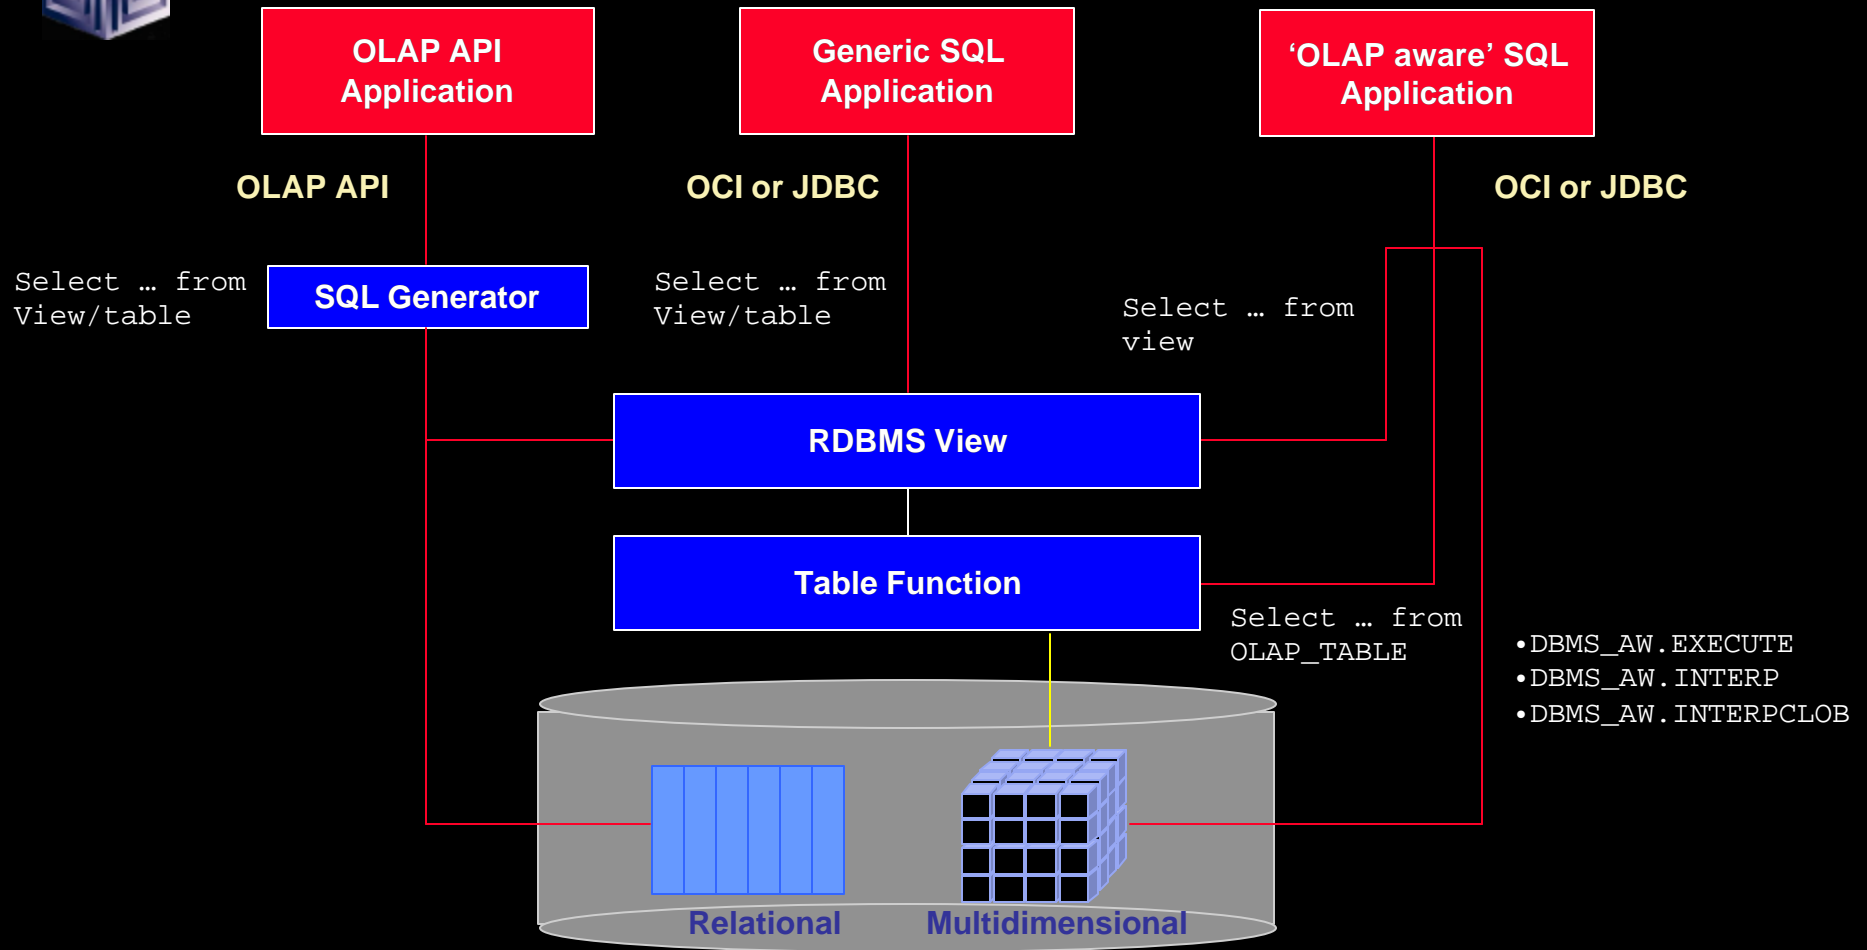 OLAP API
Application
Generic SQL
Application
‘OLAP aware’ SQL
Application
OLAP API
OCI or JDBC
OCI or JDBC
Select … from
View/table
SQL Generator
Select … from
View/table
Select … from
view
RDBMS View
Table Function
Select … from
OLAP_TABLE
•DBMS_AW.EXECUTE
•DBMS_AW.INTERP
•DBMS_AW.INTERPCLOB
Relational
Multidimensional